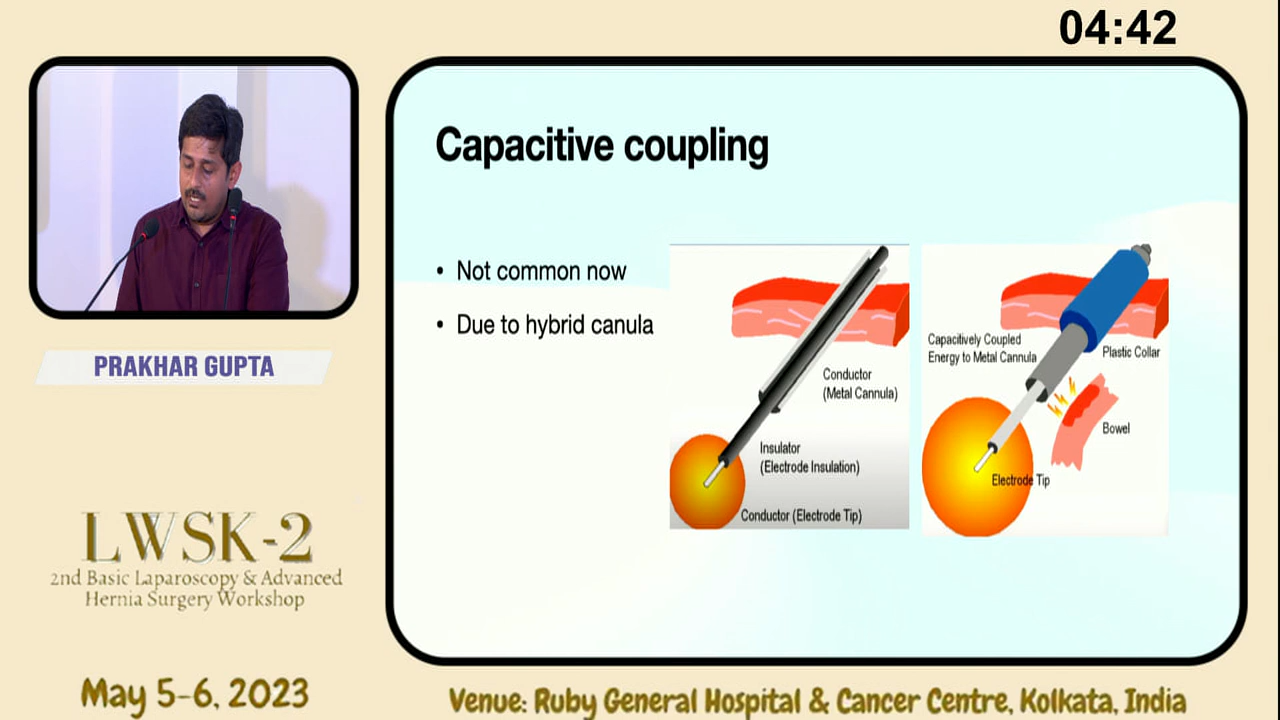 04:42
Capacitive coupling
• Not common now
• Due to hybrid canula
Conductor
(Metal Cannula)
Insulator
(Electrode Insulation)
Conductor (Electrode Tip)
Capacitively Coupled
Energy to Metal Cannula
Plastic Collar
Bowel
Electrode Tip
PRAKHAR GUPTA
LWSK-2
2nd Basic Laparoscopy & Advanced
Hernia Surgery Workshop
May 5-6, 2023
Venue: Ruby General Hospital & Cancer Centre, Kolkata, India